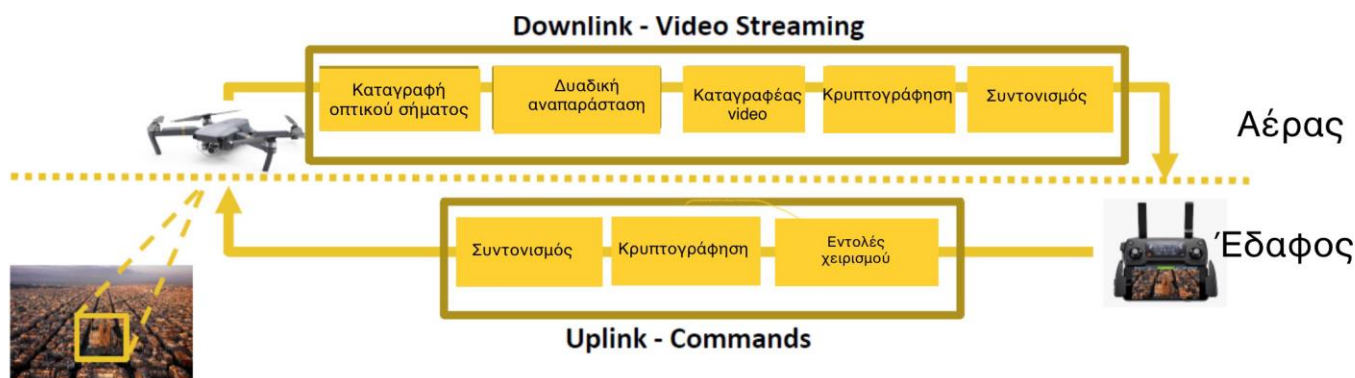 Downlink - Video Streaming
Καταγραφή
οπτικού σήματος
Δυαδική
αναπαράσταση
Καταγραφέας
video
Κρυπτογράφηση
Συντονισμός
Αέρας
Συντονισμός
Κρυπτογράφηση
Εντολές
χειρισμού
Έδαφος
Uplink - Commands